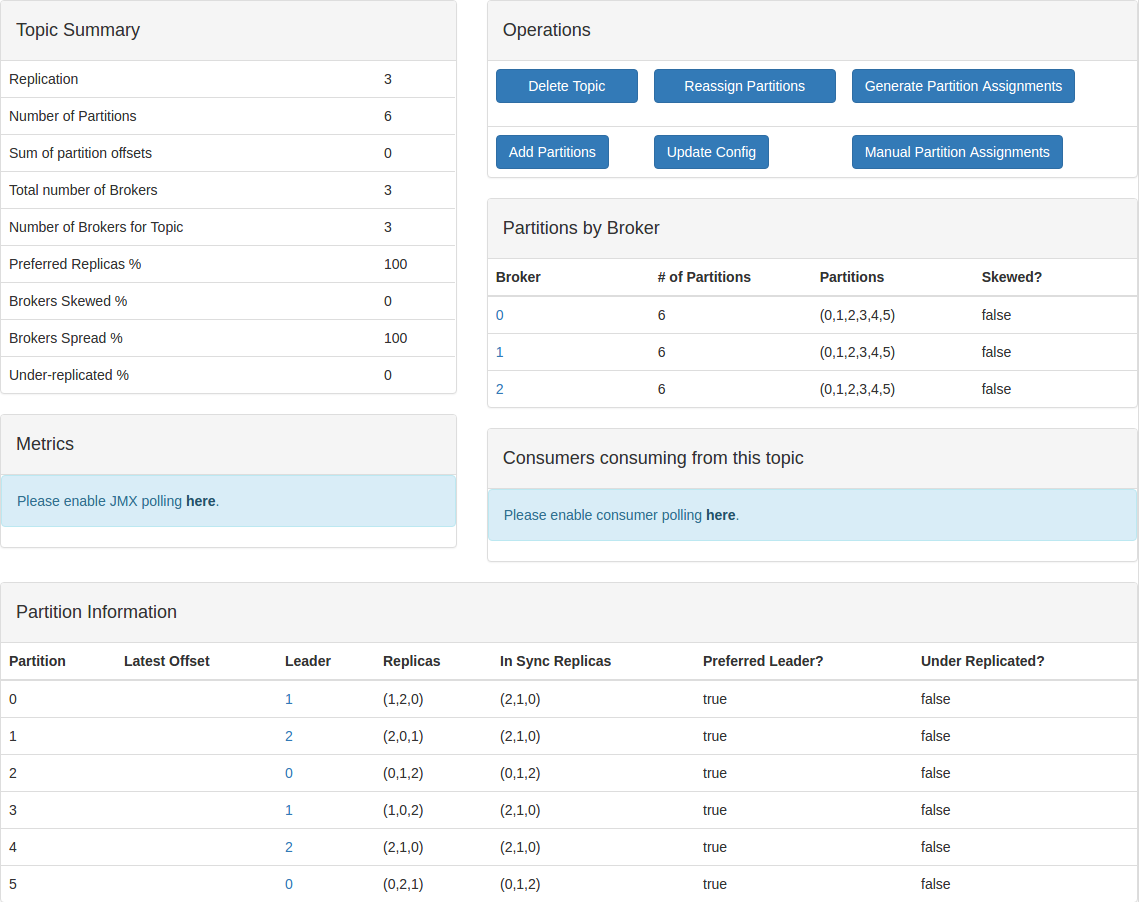 Topic Summary
Replication 3
Number of Partitions 6
Sum of partition offsets 0
Total number of Brokers 3
Number of Brokers for Topic 3
Preferred Replicas % 100
Brokers Skewed % 0
Brokers Spread % 100
Under-replicated % 0
Metrics
Please enable JMX polling here.
Operations
Delete Topic Reassign Partitions Generate Partition Assignments
Add Partitions Update Config Manual Partition Assignments
Partitions by Broker
Broker # of Partitions Partitions Skewed?
0 6 (0,1,2,3,4,5) false
1 6 (0,1,2,3,4,5) false
2 6 (0,1,2,3,4,5) false
Consumers consuming from this topic
Please enable consumer polling here.
Partition Information
Partition Latest Offset Leader Replicas In Sync Replicas Preferred Leader? Under Replicated?
0 1 (1,2,0) (2,1,0) true false
1 2 (2,0,1) (2,1,0) true false
2 0 (0,1,2) (0,1,2) true false
3 1 (1,0,2) (2,1,0) true false
4 2 (2,1,0) (2,1,0) true false
5 0 (0,2,1) (0,1,2) true false